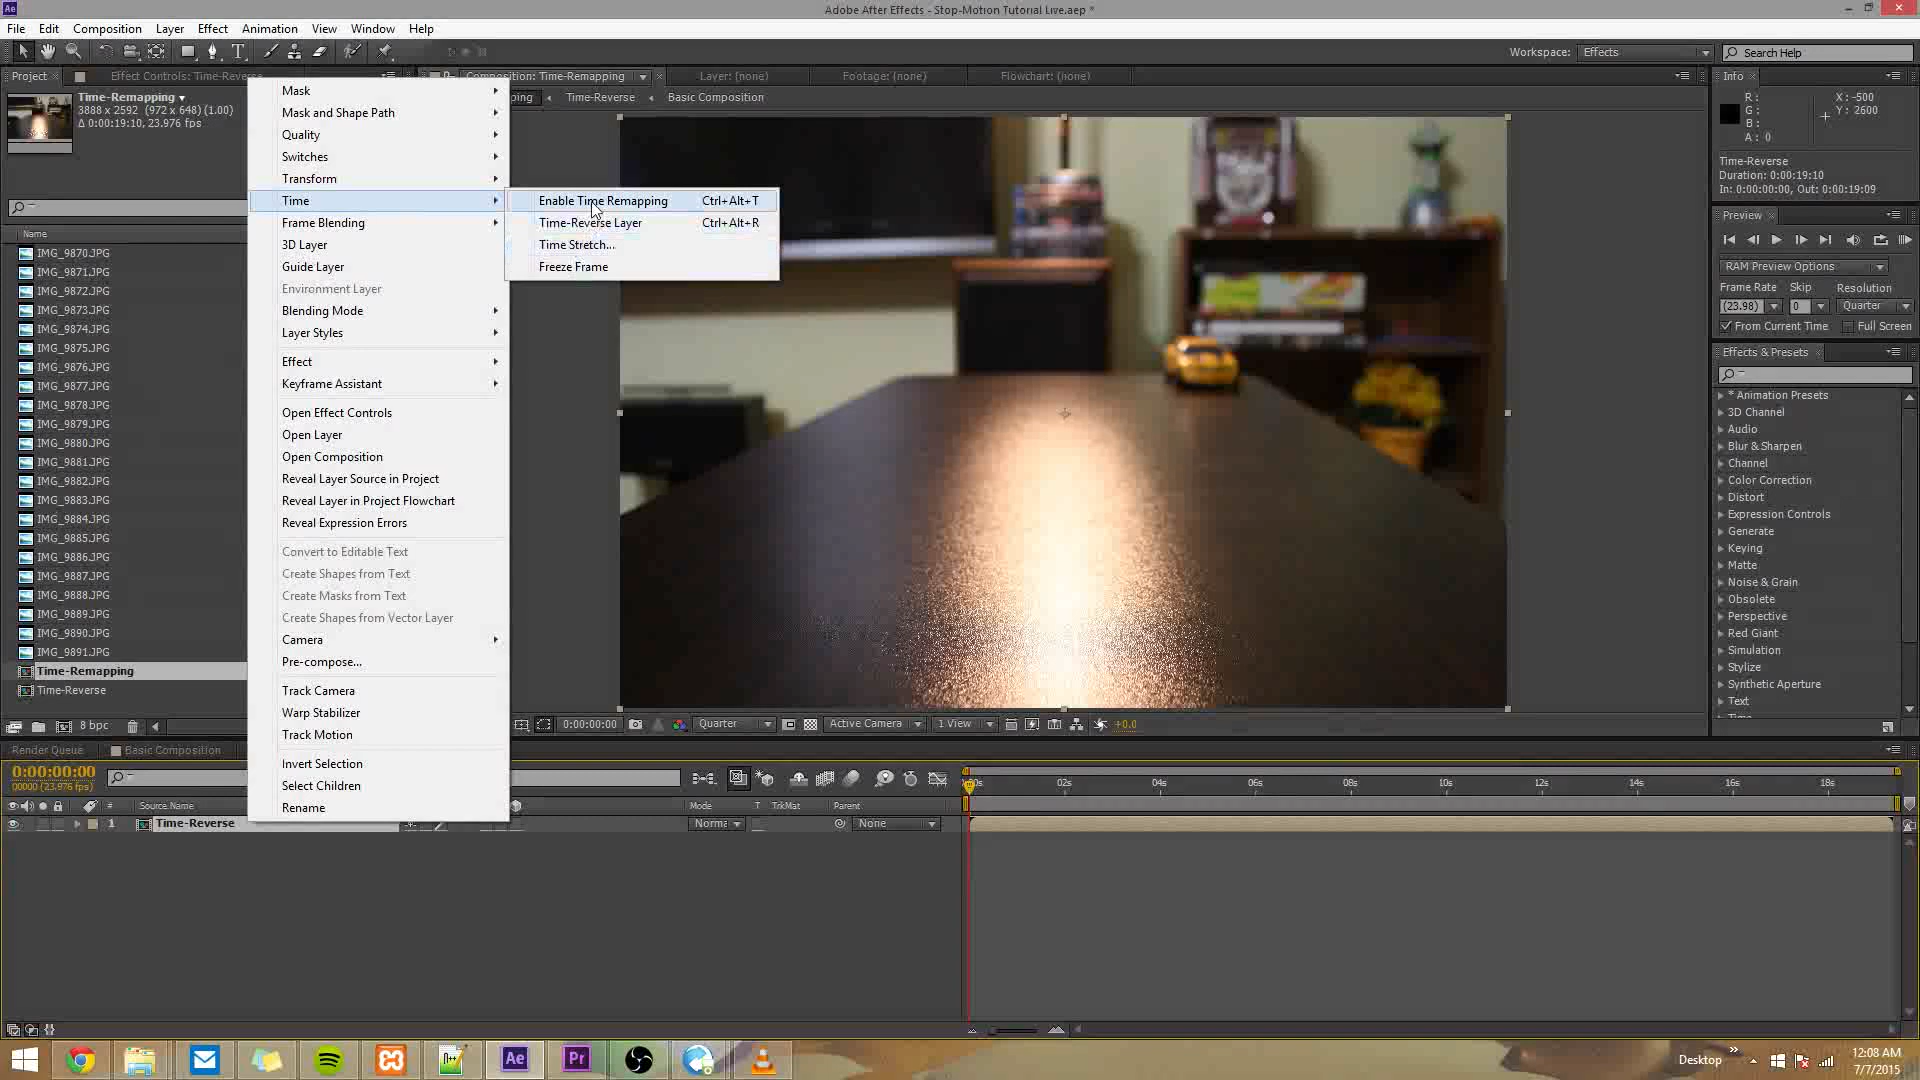 Ae
Adobe After Effects - Stop-Motion Tutorial Live.aep *
File Edit Composition Layer Effect Animation View Window Help
Workspace: Effects
Search Help
Project
Effect Controls: Time-Reverse
Composition: Time-Remapping
Layer: (none)
Footage: (none)
Flowchart: (none)
Info
Time-Remapping
3888 x 2592 (972 x 648) (1.00)
Δ 0:00:19:10, 23.976 fps
Time-Reverse
Basic Composition
R :
G :
B :
A : 0
X : -500
Y : 2600
Time-Reverse
Duration: 0:00:19:10
In: 0:00:00:00, Out: 0:00:19:09
Preview
RAM Preview Options
Frame Rate Skip Resolution
(23.98) 0 Quarter
From Current Time Full Screen
Effects & Presets
* Animation Presets
3D Channel
Audio
Blur & Sharpen
Channel
Color Correction
Distort
Expression Controls
Generate
Keying
Matte
Noise & Grain
Obsolete
Perspective
Red Giant
Simulation
Stylize
Synthetic Aperture
Text
Time
Name
IMG_9870.JPG
IMG_9871.JPG
IMG_9872.JPG
IMG_9873.JPG
IMG_9874.JPG
IMG_9875.JPG
IMG_9876.JPG
IMG_9877.JPG
IMG_9878.JPG
IMG_9879.JPG
IMG_9880.JPG
IMG_9881.JPG
IMG_9882.JPG
IMG_9883.JPG
IMG_9884.JPG
IMG_9885.JPG
IMG_9886.JPG
IMG_9887.JPG
IMG_9888.JPG
IMG_9889.JPG
IMG_9890.JPG
IMG_9891.JPG
Time-Remapping
Time-Reverse
8 bpc
Mask
Mask and Shape Path
Quality
Switches
Transform
Time
Frame Blending
3D Layer
Guide Layer
Environment Layer
Blending Mode
Layer Styles
Effect
Keyframe Assistant
Open Effect Controls
Open Layer
Open Composition
Reveal Layer Source in Project
Reveal Layer in Project Flowchart
Reveal Expression Errors
Convert to Editable Text
Create Shapes from Text
Create Masks from Text
Create Shapes from Vector Layer
Camera
Pre-compose...
Track Camera
Warp Stabilizer
Track Motion
Invert Selection
Select Children
Rename
Enable Time Remapping Ctrl+Alt+T
Time-Reverse Layer Ctrl+Alt+R
Time Stretch...
Freeze Frame
0:00:00:00 Quarter Active Camera 1 View +0.0
Render Queue
Basic Composition
0:00:00:00
00000 (23.976 fps)
# Source Name Mode T TrkMat Parent
1 Time-Reverse Norma None
02s 04s 06s 08s 10s 12s 14s 16s 18s
Ae
Pr
Desktop
12:08 AM
7/7/2015